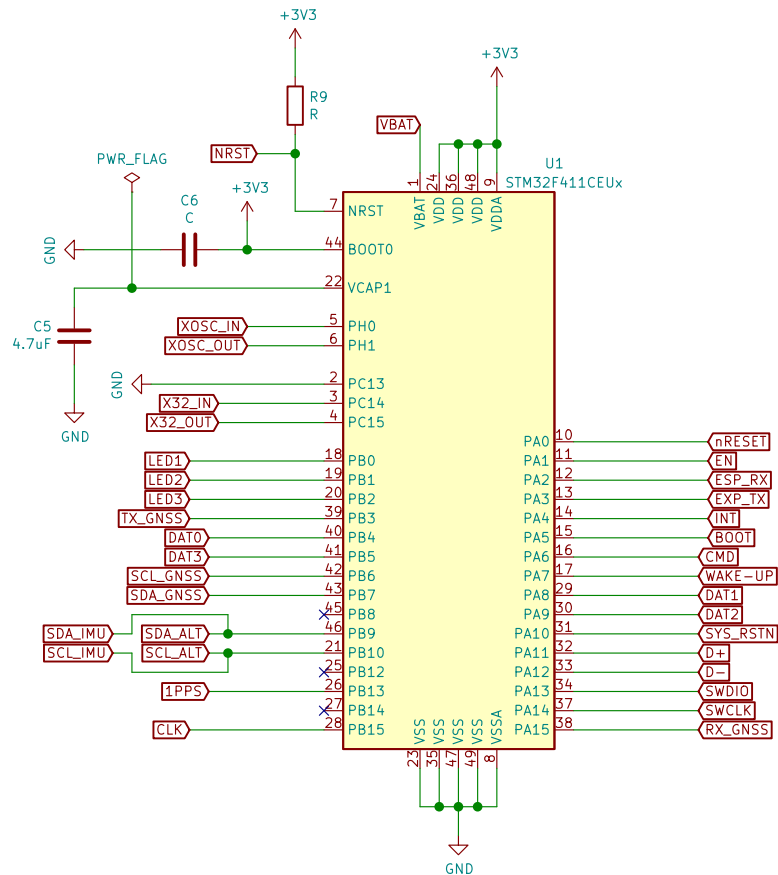 +3V3
+3V3
R9
R
VBAT
NRST
PWR_FLAG
U1
STM32F411CEUx
C6
C
+3V3
GND
1
24
36
48
9
VBAT
VDD
VDD
VDD
VDDA
7 NRST
44 BOOT0
22 VCAP1
C5
4.7uF
GND
XOSC_IN 5 PH0
XOSC_OUT 6 PH1
GND 2 PC13
X32_IN 3 PC14
X32_OUT 4 PC15
LED1 18 PB0
LED2 19 PB1
LED3 20 PB2
TX_GNSS 39 PB3
DAT0 40 PB4
DAT3 41 PB5
SCL_GNSS 42 PB6
SDA_GNSS 43 PB7
45 PB8
SDA_IMU SDA_ALT 46 PB9
SCL_IMU SCL_ALT 21 PB10
25 PB12
1PPS 26 PB13
27 PB14
CLK 28 PB15
PA0 10 nRESET
PA1 11 EN
PA2 12 ESP_RX
PA3 13 EXP_TX
PA4 14 INT
PA5 15 BOOT
PA6 16 CMD
PA7 17 WAKE-UP
PA8 29 DAT1
PA9 30 DAT2
PA10 31 SYS_RSTN
PA11 32 D+
PA12 33 D-
PA13 34 SWDIO
PA14 37 SWCLK
PA15 38 RX_GNSS
VSS
VSS
VSS
VSS
VSSA
23
35
47
49
8
GND